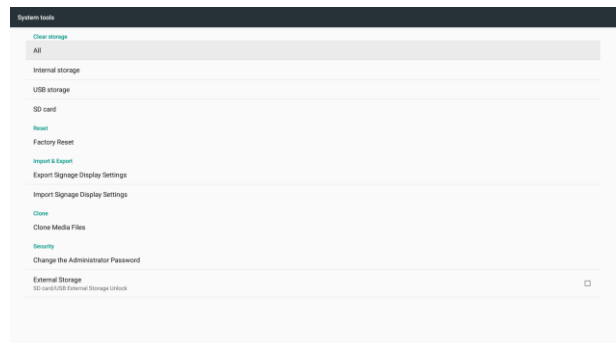 System tools
Clear storage
All
Internal storage
USB storage
SD card
Reset
Factory Reset
Import & Export
Export Signage Display Settings
Import Signage Display Settings
Clone
Clone Media Files
Security
Change the Administrator Password
External Storage
SD card/USB External Storage Unlock